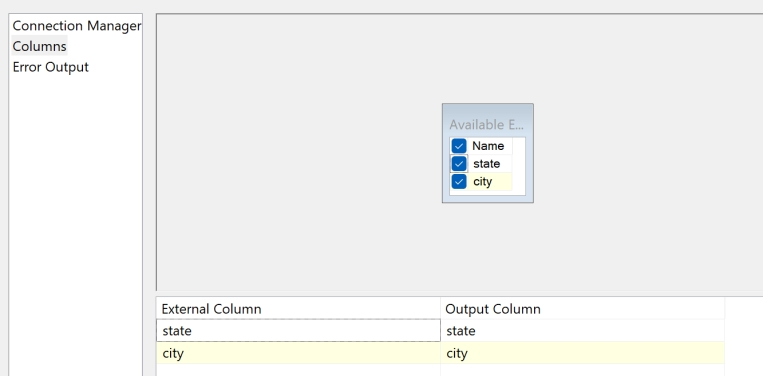 Connection Manager
Columns
Error Output
Available E...
Name
state
city
External Column Output Column
state state
city city